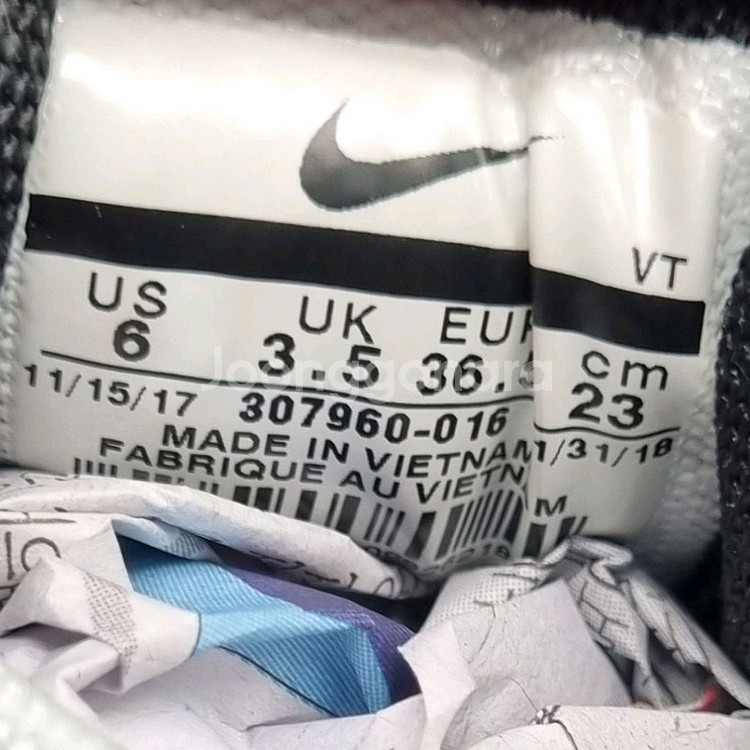 VT
US UK EUR cm
6 3.5 36.5 23
11/15/17 307960-016 1/31/18
MADE IN VIETNAM
FABRIQUE AU VIETNAM
Joonggonara